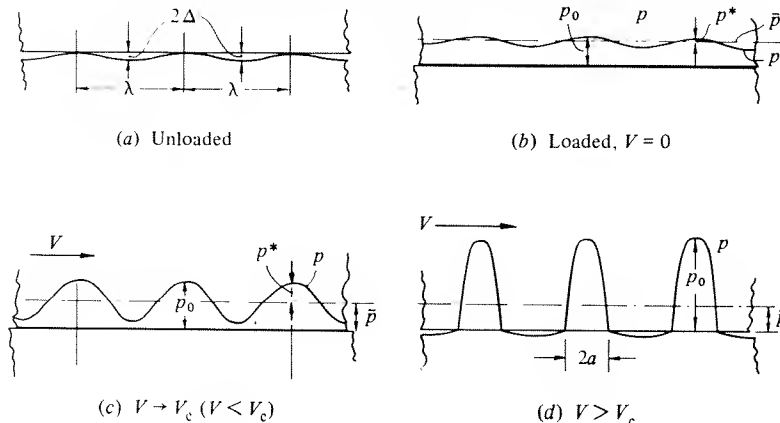 2Δ
λ
λ
(a) Unloaded
p₀
p
p*
p̄
p
(b) Loaded, V = 0
V
p*
p
p₀
p̄
(c) V → V_c (V < V_c)
V
p
p₀
2a
(d) V > V_c